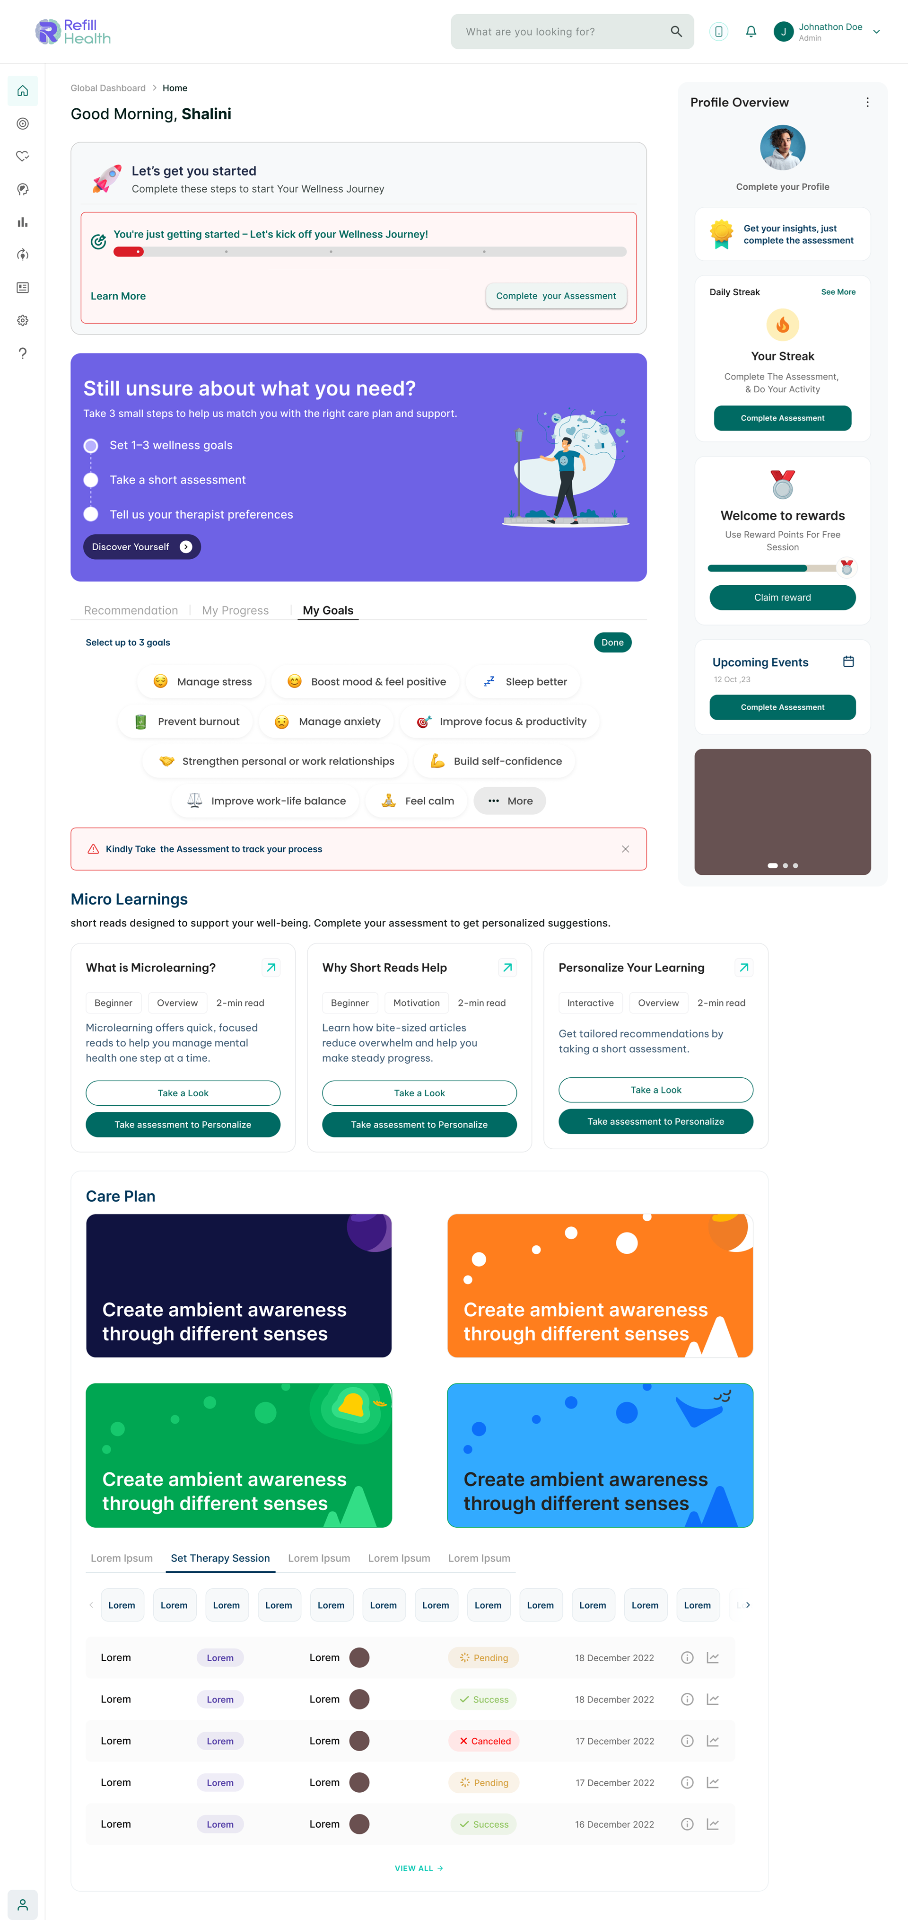 Refill
Health
What are you looking for?
J
Johnathon Doe
Admin
Global Dashboard > Home
Good Morning, Shalini
Let's get you started
Complete these steps to start Your Wellness Journey
You're just getting started – Let's kick off your Wellness Journey!
Learn More
Complete your Assessment
Still unsure about what you need?
Take 3 small steps to help us match you with the right care plan and support.
Set 1–3 wellness goals
Take a short assessment
Tell us your therapist preferences
Discover Yourself
Recommendation
My Progress
My Goals
Select up to 3 goals
Done
Manage stress
Boost mood & feel positive
Sleep better
Prevent burnout
Manage anxiety
Improve focus & productivity
Strengthen personal or work relationships
Build self-confidence
Improve work-life balance
Feel calm
More
Kindly Take the Assessment to track your process
Profile Overview
Complete your Profile
Get your insights, just
complete the assessment
Daily Streak
See More
Your Streak
Complete The Assessment,
& Do Your Activity
Complete Assessment
Welcome to rewards
Use Reward Points For Free
Session
Claim reward
Upcoming Events
12 Oct ,23
Complete Assessment
Micro Learnings
short reads designed to support your well-being. Complete your assessment to get personalized suggestions.
What is Microlearning?
Beginner
Overview
2-min read
Microlearning offers quick, focused
reads to help you manage mental
health one step at a time.
Take a Look
Take assessment to Personalize
Why Short Reads Help
Beginner
Motivation
2-min read
Learn how bite-sized articles
reduce overwhelm and help you
make steady progress.
Take a Look
Take assessment to Personalize
Personalize Your Learning
Interactive
Overview
2-min read
Get tailored recommendations by
taking a short assessment.
Take a Look
Take assessment to Personalize
Care Plan
Create ambient awareness
through different senses
Create ambient awareness
through different senses
Create ambient awareness
through different senses
Create ambient awareness
through different senses
Lorem Ipsum
Set Therapy Session
Lorem Ipsum
Lorem Ipsum
Lorem Ipsum
Lorem
Lorem
Lorem
Lorem
Lorem
Lorem
Lorem
Lorem
Lorem
Lorem
Lorem
Lorem
Lorem Lorem Lorem Pending 18 December 2022
Lorem Lorem Lorem Success 18 December 2022
Lorem Lorem Lorem Canceled 17 December 2022
Lorem Lorem Lorem Pending 17 December 2022
Lorem Lorem Lorem Success 16 December 2022
VIEW ALL →